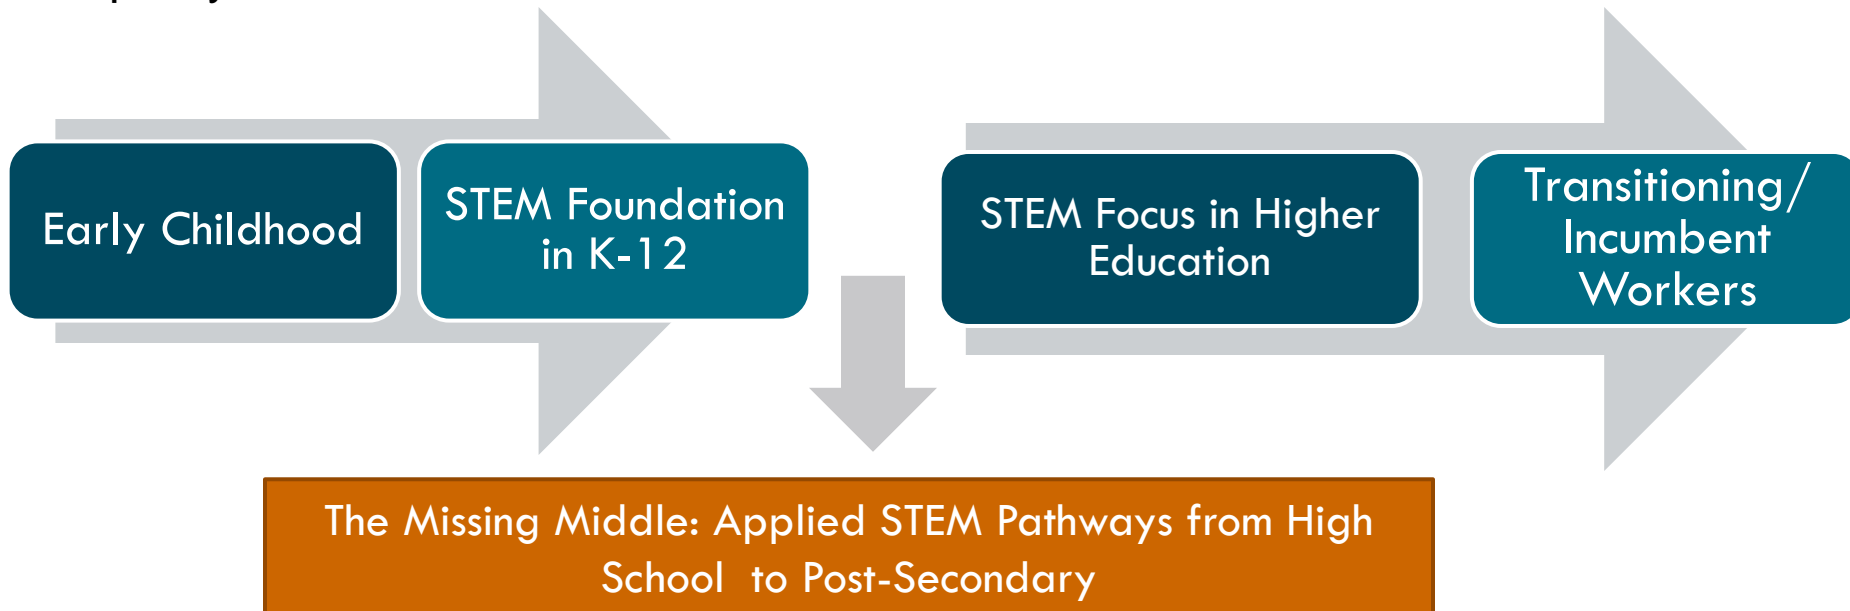 Early Childhood
STEM Foundation
in K-12
STEM Focus in Higher
Education
Transitioning/
Incumbent
Workers
The Missing Middle: Applied STEM Pathways from High
School to Post-Secondary